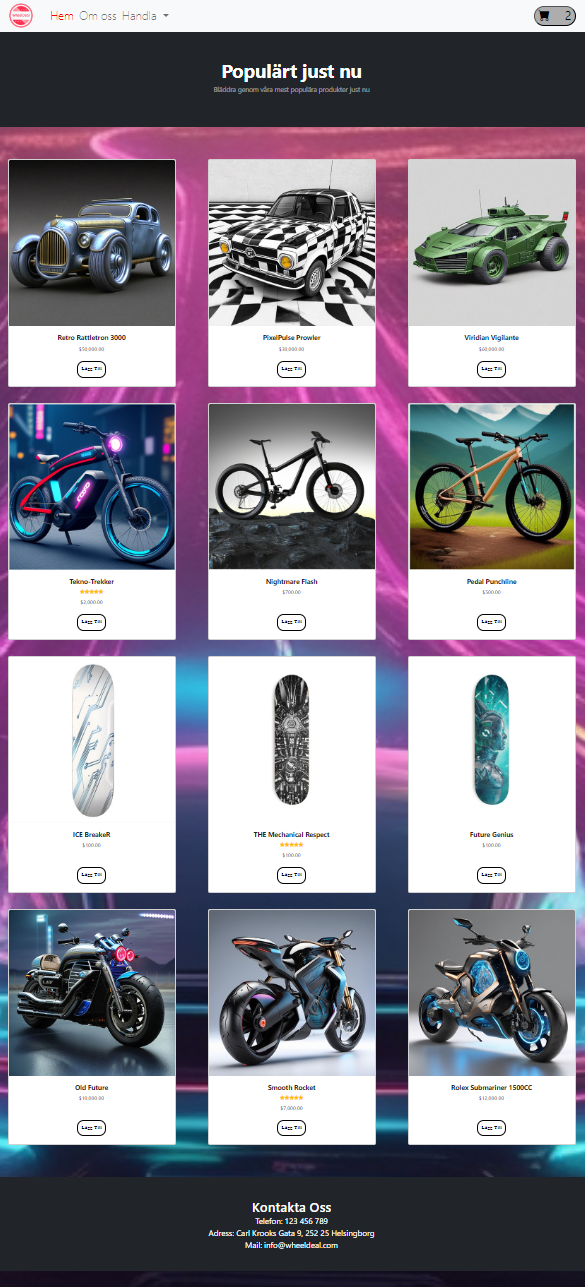 WheelDeal
Hem Om oss Handla
2
Populärt just nu
Bläddra genom våra mest populära produkter just nu
Retro Rattletron 3000
$50,000.00
Lägg Till
PixelPulse Prowler
$30,000.00
Lägg Till
Viridian Vigilante
$60,000.00
Lägg Till
Tekno-Trekker
$2,000.00
Lägg Till
Nightmare Flash
$700.00
Lägg Till
Pedal Punchline
$500.00
Lägg Till
ICE BreakeR
$100.00
Lägg Till
THE Mechanical Respect
$100.00
Lägg Till
Future Genius
$100.00
Lägg Till
Old Future
$10,000.00
Lägg Till
Smooth Rocket
$7,000.00
Lägg Till
Rolex Submariner 1500CC
$12,000.00
Lägg Till
Kontakta Oss
Telefon: 123 456 789
Adress: Carl Krooks Gata 9, 252 25 Helsingborg
Mail: info@wheeldeal.com